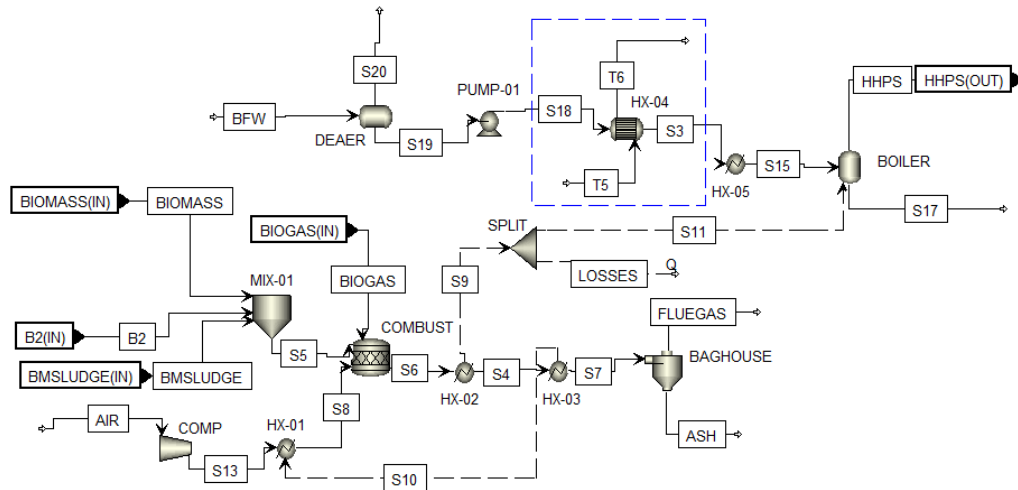 S20
PUMP-01
T6
HHPS
HHPS(OUT)
HX-04
S18
S3
BFW
DEAER
S19
S15
BOILER
HX-05
T5
BIOMASS(IN)
BIOMASS
S17
BIOGAS(IN)
SPLIT
S11
MIX-01
BIOGAS
S9
LOSSES
Q
FLUEGAS
B2(IN)
B2
COMBUST
S5
S6
S4
S7
BAGHOUSE
BMSLUDGE(IN)
BMSLUDGE
HX-02
HX-03
S8
AIR
COMP
HX-01
ASH
S13
S10